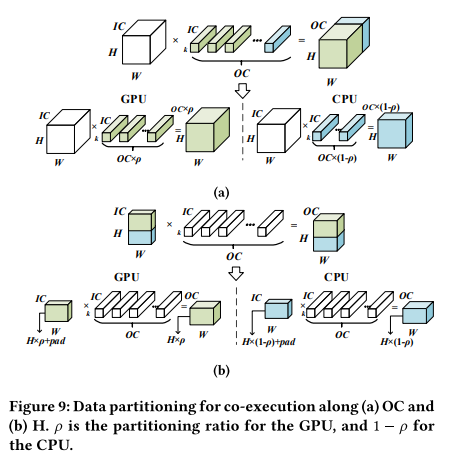 IC
H
W
×
IC
k
•••
OC
=
OC
H
W
GPU
CPU
IC
H
W
×
IC
k
•••
OC×ρ
=
OC×ρ
H
W
IC
H
W
×
IC
k
•••
OC×(1-ρ)
=
OC×(1-ρ)
H
W
(a)
IC
H
W
×
IC
k
•••
OC
=
OC
H
W
GPU
CPU
IC
W
H×ρ+pad
×
IC
k
•••
OC
=
OC
W
H×ρ
IC
W
H×(1-ρ)+pad
×
IC
k
•••
OC
=
OC
W
H×(1-ρ)
(b)
Figure 9: Data partitioning for co-execution along (a) OC and
(b) H. ρ is the partitioning ratio for the GPU, and 1 − ρ for
the CPU.